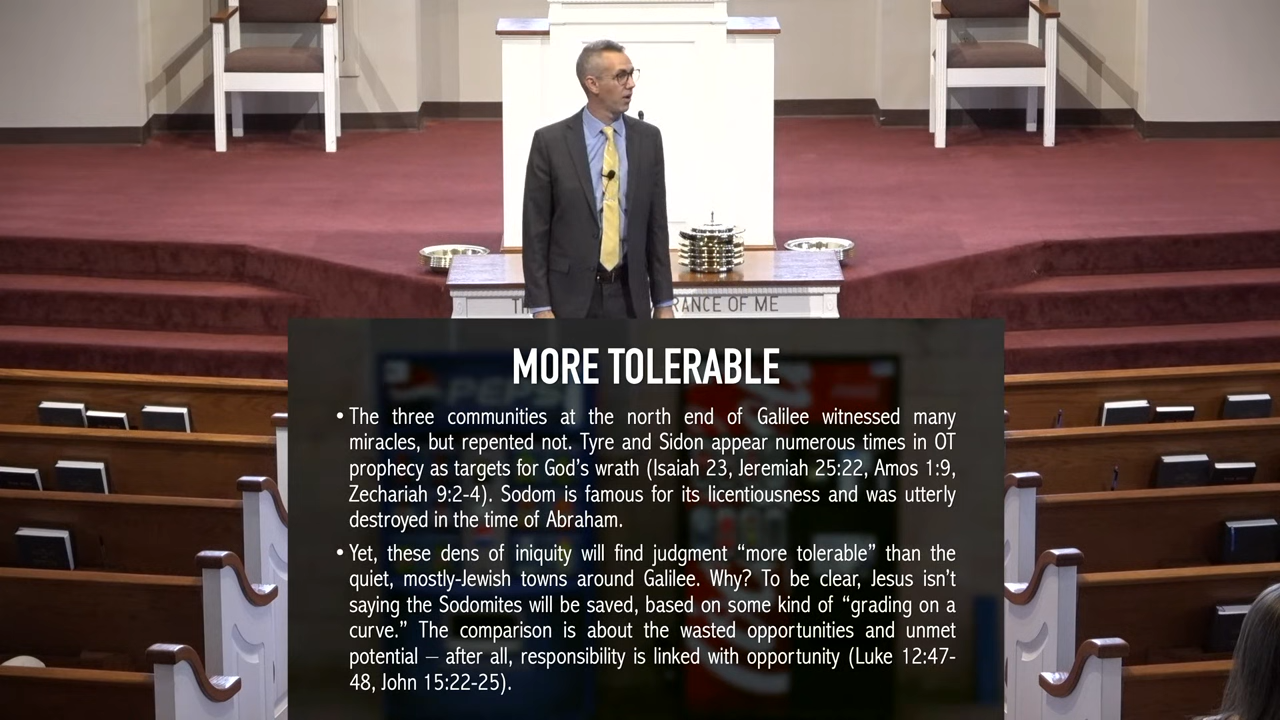 TH
RANCE OF ME
MORE TOLERABLE
PEPSI
• The three communities at the north end of Galilee witnessed many
miracles, but repented not. Tyre and Sidon appear numerous times in OT
prophecy as targets for God's wrath (Isaiah 23, Jeremiah 25:22, Amos 1:9,
Zechariah 9:2-4). Sodom is famous for its licentiousness and was utterly
destroyed in the time of Abraham.
• Yet, these dens of iniquity will find judgment “more tolerable” than the
quiet, mostly-Jewish towns around Galilee. Why? To be clear, Jesus isn't
saying the Sodomites will be saved, based on some kind of “grading on a
curve.” The comparison is about the wasted opportunities and unmet
potential – after all, responsibility is linked with opportunity (Luke 12:47-
48, John 15:22-25).